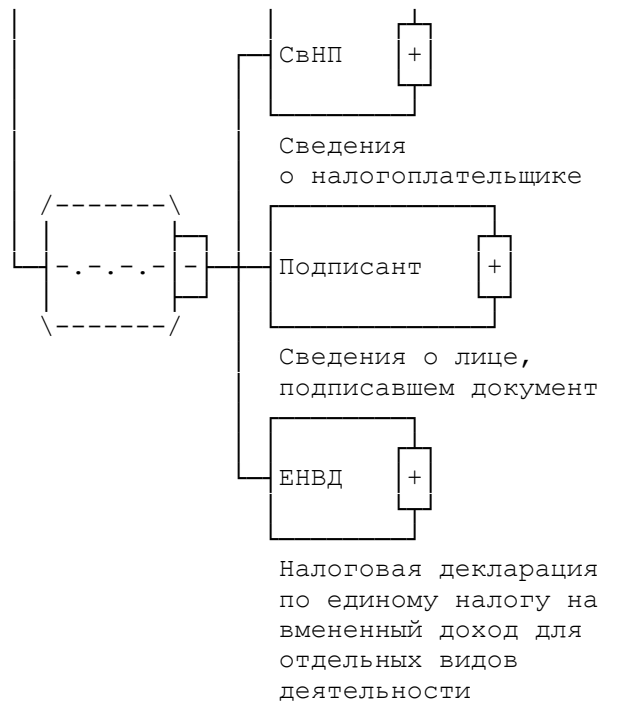 СвНП +
Сведения
о налогоплательщике
/-------\
-.-.-.- - Подписант +
\-------/
Сведения о лице,
подписавшем документ
ЕНВД +
Налоговая декларация
по единому налогу на
вмененный доход для
отдельных видов
деятельности